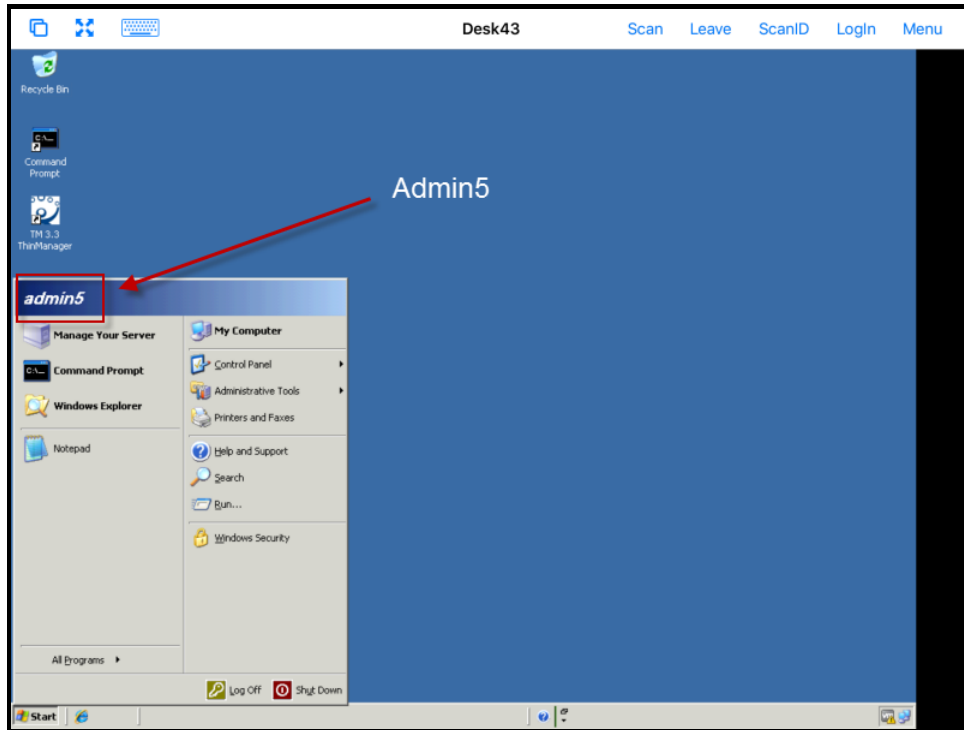 Desk43 Scan Leave ScanID LogIn Menu
Recycle Bin
Command
Prompt
TM 3.3
ThinManager
Admin5
admin5
Manage Your Server
Command Prompt
Windows Explorer
Notepad
All Programs
My Computer
Control Panel
Administrative Tools
Printers and Faxes
Help and Support
Search
Run...
Windows Security
Log Off Shut Down
Start